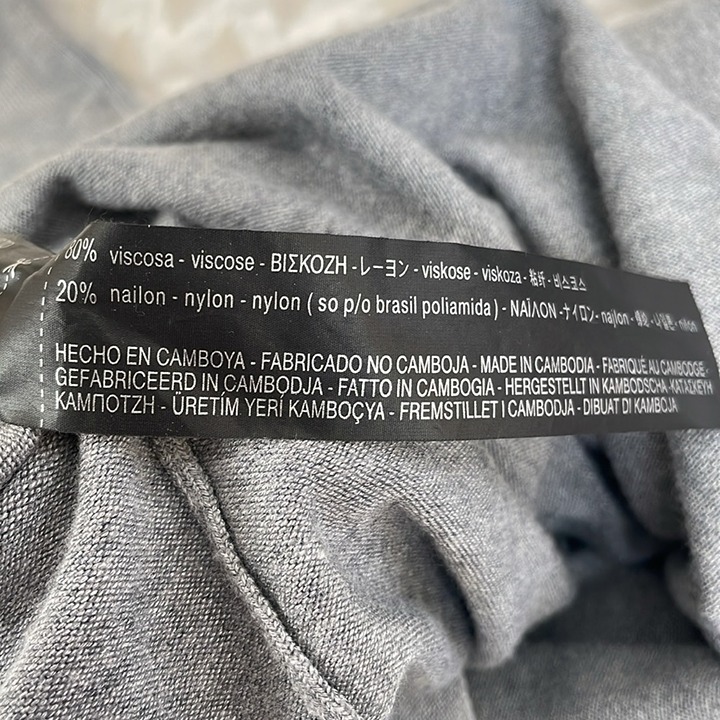 80% viscosa - viscose - ΒΙΣΚΟΖΗ - レーヨン - viskose - viskoza - 粘纤 - 비스코스
20% nailon - nylon - nylon ( so p/o brasil poliamida ) - ΝΑΪΛΟΝ - ナイロン - najlon - 나일론 - nilon
HECHO EN CAMBOYA - FABRICADO NO CAMBOJA - MADE IN CAMBODIA - FABRIQUÉ AU CAMBODGE -
GEFABRICEERD IN CAMBODJA - FATTO IN CAMBOGIA - HERGESTELLT IN KAMBODSCHA - ΚΑΤΑΣΚΕΥΗ
ΚΑΜΠΟΤΖΗ - ÜRETİM YERİ KAMBOÇYA - FREMSTILLET I CAMBODJA - DIBUAT DI KAMBOJA